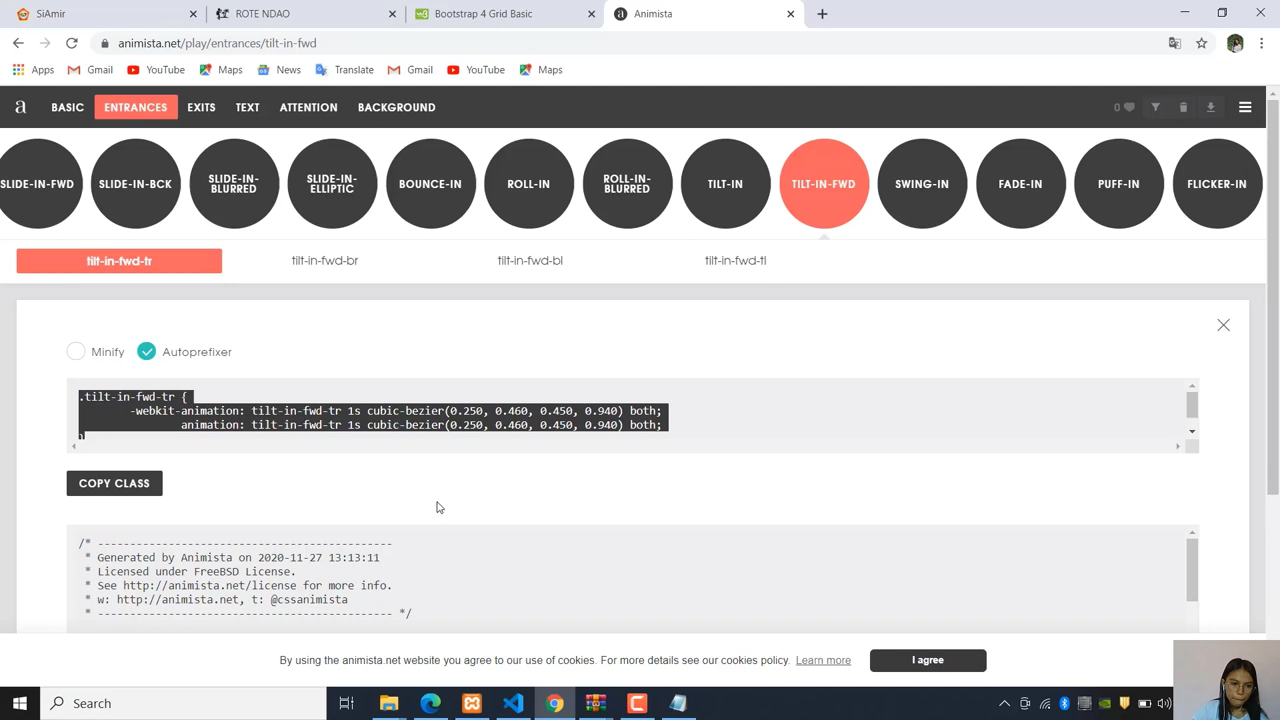 SiAmir
ROTE NDAO
Bootstrap 4 Grid Basic
Animista
animista.net/play/entrances/tilt-in-fwd
Apps Gmail YouTube Maps News Translate Gmail YouTube Maps
a BASIC ENTRANCES EXITS TEXT ATTENTION BACKGROUND 0
SLIDE-IN-FWD SLIDE-IN-BCK SLIDE-IN-BLURRED SLIDE-IN-ELLIPTIC BOUNCE-IN ROLL-IN ROLL-IN-BLURRED TILT-IN TILT-IN-FWD SWING-IN FADE-IN PUFF-IN FLICKER-IN
tilt-in-fwd-tr tilt-in-fwd-br tilt-in-fwd-bl tilt-in-fwd-tl
Minify Autoprefixer
.tilt-in-fwd-tr {
-webkit-animation: tilt-in-fwd-tr 1s cubic-bezier(0.250, 0.460, 0.450, 0.940) both;
animation: tilt-in-fwd-tr 1s cubic-bezier(0.250, 0.460, 0.450, 0.940) both;
COPY CLASS
/* ------------------------------------------
* Generated by Animista on 2020-11-27 13:13:11
* Licensed under FreeBSD License.
* See http://animista.net/license for more info.
* w: http://animista.net, t: @cssanimista
* ------------------------------------------ */
By using the animista.net website you agree to our use of cookies. For more details see our cookies policy. Learn more I agree
Search